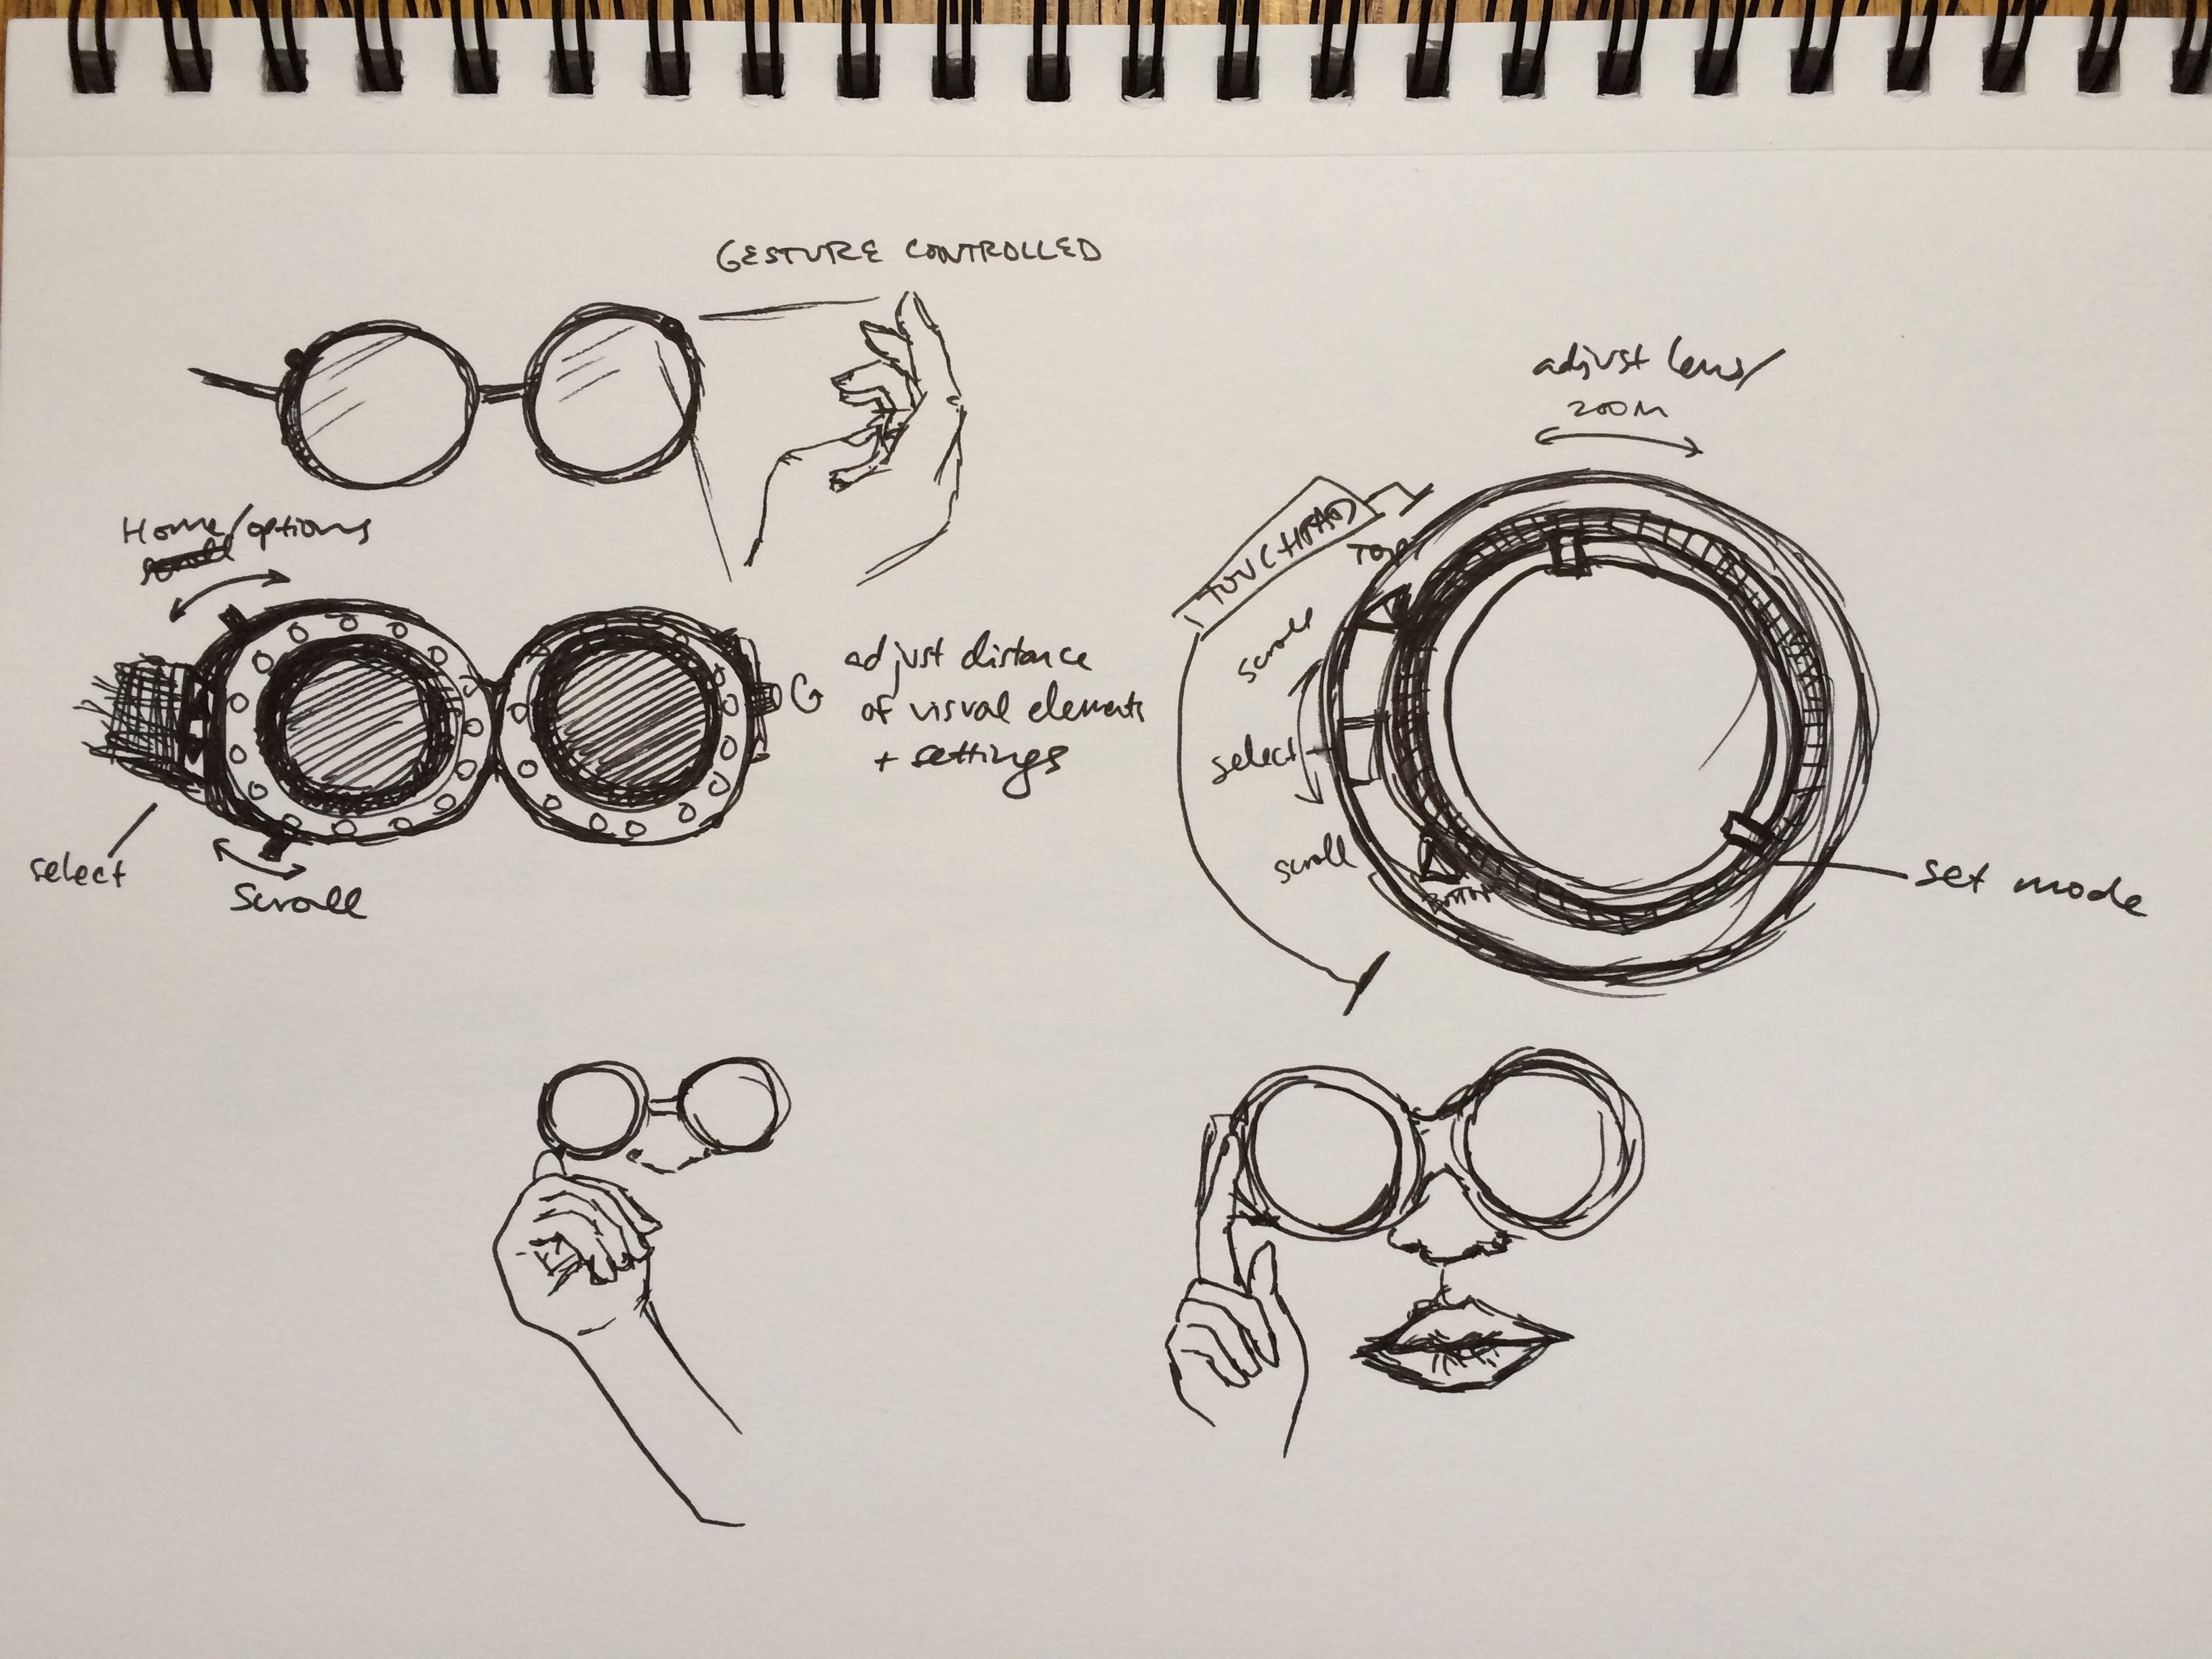 GESTURE CONTROLLED
Home/options
scroll
select
scroll
adjust distance
of visual elements
+ settings
adjust lens/
zoom
TOUCHPAD
TOP
scroll
select
scroll
BOTTOM
set mode